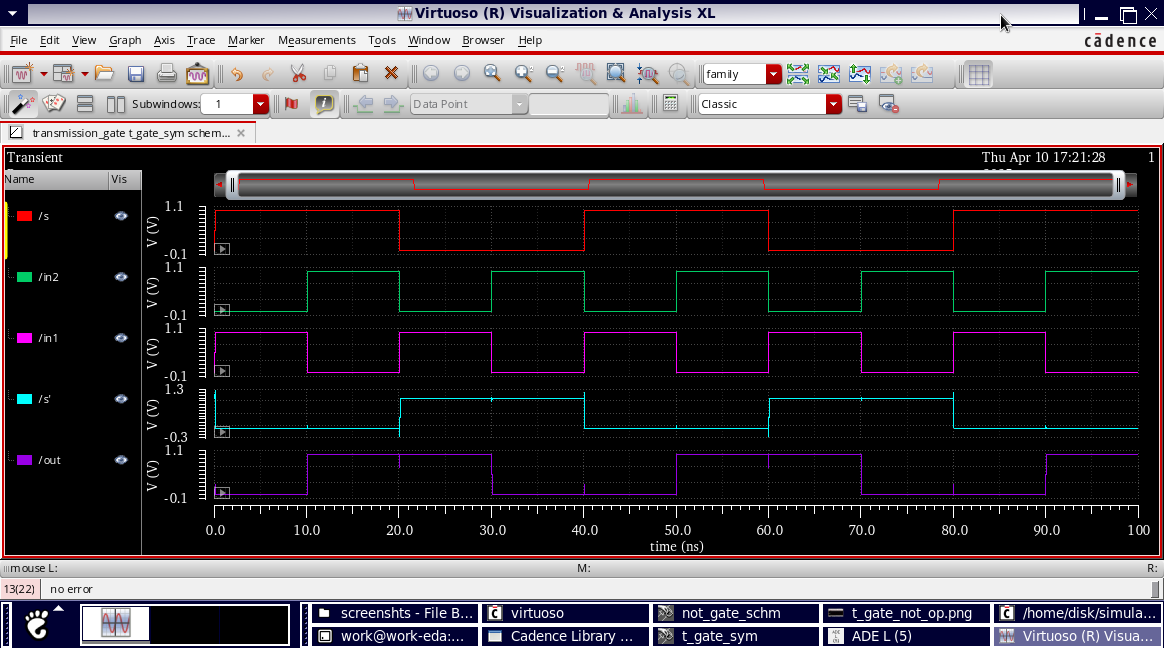 Virtuoso (R) Visualization & Analysis XL
File Edit View Graph Axis Trace Marker Measurements Tools Window Browser Help
cādence
family
Subwindows: 1
Data Point
Classic
transmission_gate t_gate_sym schem...
Transient
Thu Apr 10 17:21:28
1
Name Vis
/s
/in2
/in1
/s'
/out
V (V)
1.1
-0.1
V (V)
1.1
-0.1
V (V)
1.1
-0.1
V (V)
1.3
-0.3
V (V)
1.1
-0.1
0.0 10.0 20.0 30.0 40.0 50.0 60.0 70.0 80.0 90.0 100
time (ns)
mouse L: M: R:
13(22) no error
screenshts - File B... virtuoso not_gate_schm t_gate_not_op.png /home/disk/simula...
work@work-eda:... Cadence Library ... t_gate_sym ADE L (5) Virtuoso (R) Visua...